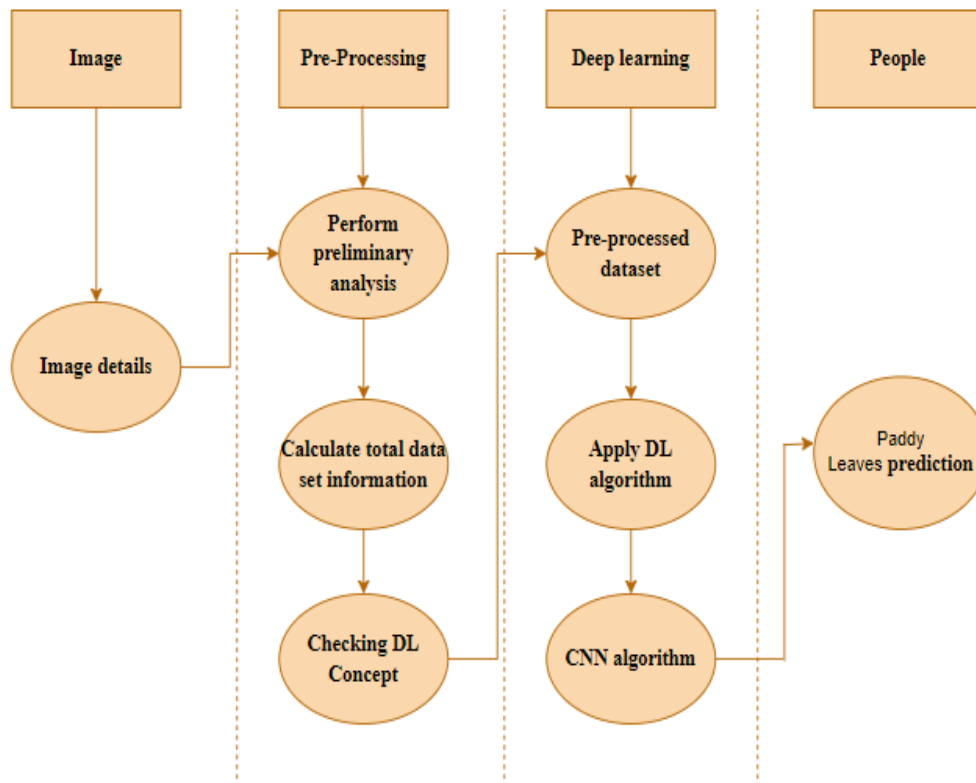 Image
Pre-Processing
Deep learning
People
Image details
Perform
preliminary
analysis
Calculate total data
set information
Checking DL
Concept
Pre-processed
dataset
Apply DL
algorithm
CNN algorithm
Paddy
Leaves prediction